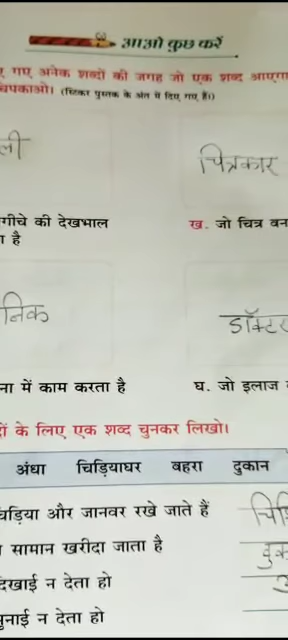 आओ कुछ करें
गए अनेक शब्दों की जगह जो एक शब्द आएगा
चिपकाओ। (स्टिकर पुस्तक के अंत में दिए गए हैं।)
ली चित्रकार
गीचे की देखभाल ख. जो चित्र बन
ा है
निक डॉक्टर
ना में काम करता है घ. जो इलाज
ों के लिए एक शब्द चुनकर लिखो।
अंधा चिड़ियाघर बहरा दुकान
चिड़िया और जानवर रखे जाते हैं चिड़ि
सामान खरीदा जाता है दुक
दिखाई न देता हो अ
सुनाई न देता हो